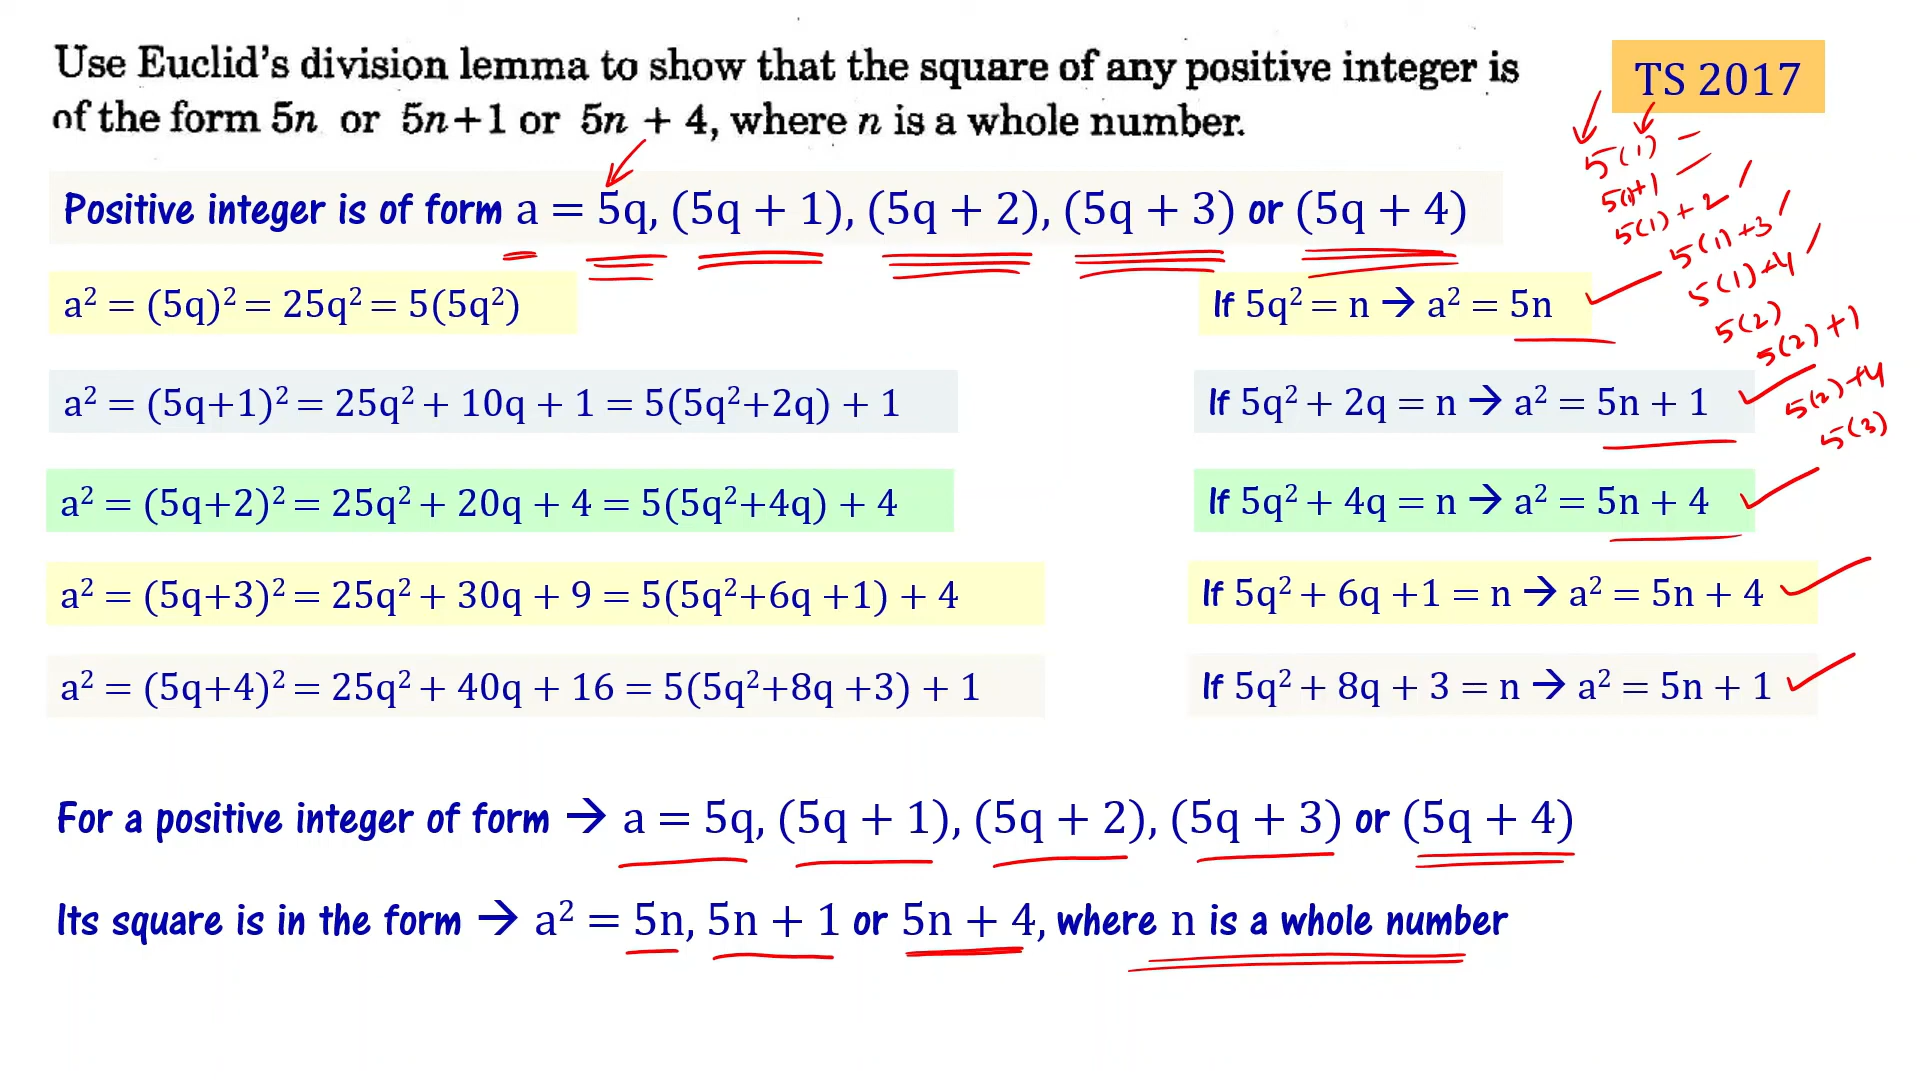 Use Euclid's division lemma to show that the square of any positive integer is
of the form 5n or 5n+1 or 5n + 4, where n is a whole number.
TS 2017
Positive integer is of form a = 5q, (5q + 1), (5q + 2), (5q + 3) or (5q + 4)
5(1)
5(1)+1
5(1)+2
5(1)+3
5(1)+4
5(2)
5(2)+1
5(2)+4
5(3)
a² = (5q)² = 25q² = 5(5q²)
If 5q² = n → a² = 5n
a² = (5q+1)² = 25q² + 10q + 1 = 5(5q²+2q) + 1
If 5q² + 2q = n → a² = 5n + 1
a² = (5q+2)² = 25q² + 20q + 4 = 5(5q²+4q) + 4
If 5q² + 4q = n → a² = 5n + 4
a² = (5q+3)² = 25q² + 30q + 9 = 5(5q²+6q +1) + 4
If 5q² + 6q +1 = n → a² = 5n + 4
a² = (5q+4)² = 25q² + 40q + 16 = 5(5q²+8q +3) + 1
If 5q² + 8q + 3 = n → a² = 5n + 1
For a positive integer of form → a = 5q, (5q + 1), (5q + 2), (5q + 3) or (5q + 4)
Its square is in the form → a² = 5n, 5n + 1 or 5n + 4, where n is a whole number